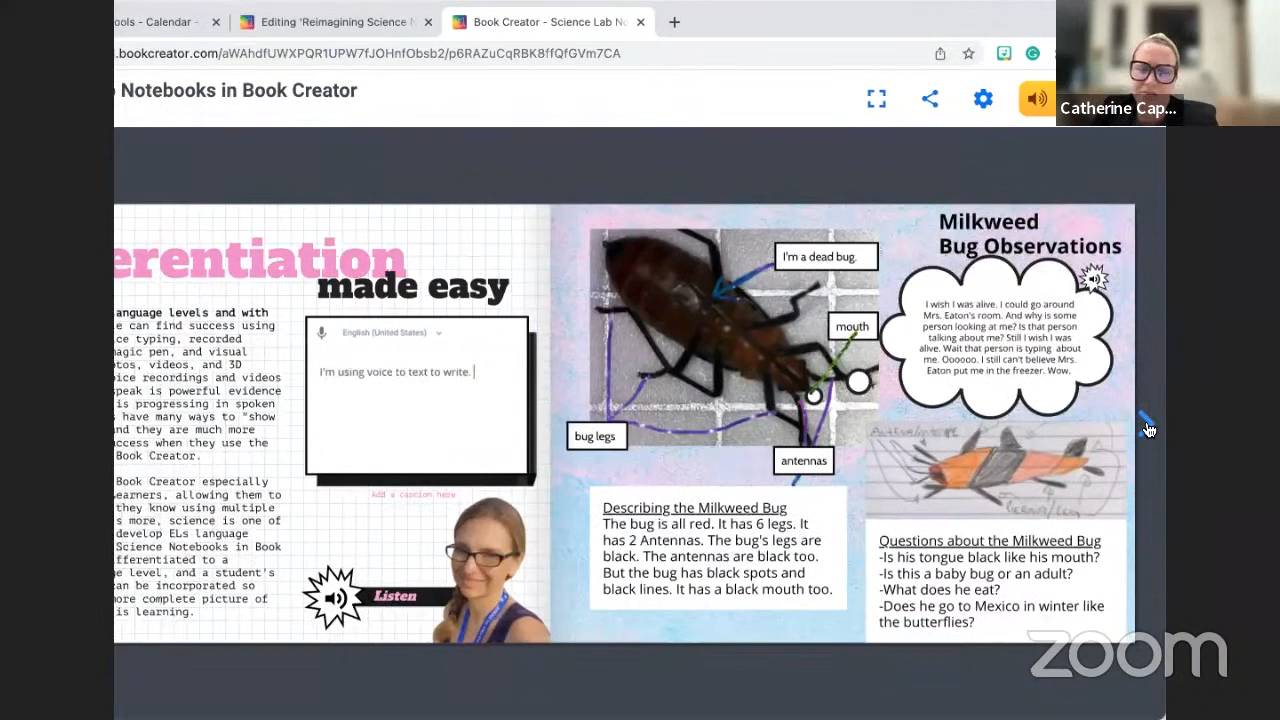 ools - Calendar -
Editing 'Reimagining Science N
Book Creator - Science Lab No
.bookcreator.com/aWAhdfUWXPQR1UPW7fJOHnfObsb2/p6RAZuCqRBK8ffQfGVm7CA
Notebooks in Book Creator
Catherine Cap...
erentiation
made easy
anguage levels and with
e can find success using
ce typing, recorded
magic pen, and visual
otos, videos, and 3D
oice recordings and videos
speak is powerful evidence
is progressing in spoken
s have many ways to "show
nd they are much more
uccess when they use the
Book Creator.
Book Creator especially
earners, allowing them to
they know using multiple
s more, science is one of
develop ELs language
Science Notebooks in Book
ifferentiated to a
ge level, and a student's
can be incorporated so
ore complete picture of
is learning.
English (United States)
I'm using voice to text to write.
Add a caption here
Listen
I'm a dead bug.
mouth
bug legs
antennas
Describing the Milkweed Bug
The bug is all red. It has 6 legs. It
has 2 Antennas. The bug's legs are
black. The antennas are black too.
But the bug has black spots and
black lines. It has a black mouth too.
Milkweed
Bug Observations
I wish I was alive. I could go around
Mrs. Eaton's room. And why is some
person looking at me? Is that person
talking about me? Still I wish I was
alive. Wait that person is typing about
me. Oooooo. I still can't believe Mrs.
Eaton put me in the freezer. Wow.
Questions about the Milkweed Bug
-Is his tongue black like his mouth?
-Is this a baby bug or an adult?
-What does he eat?
-Does he go to Mexico in winter like
the butterflies?
zoom